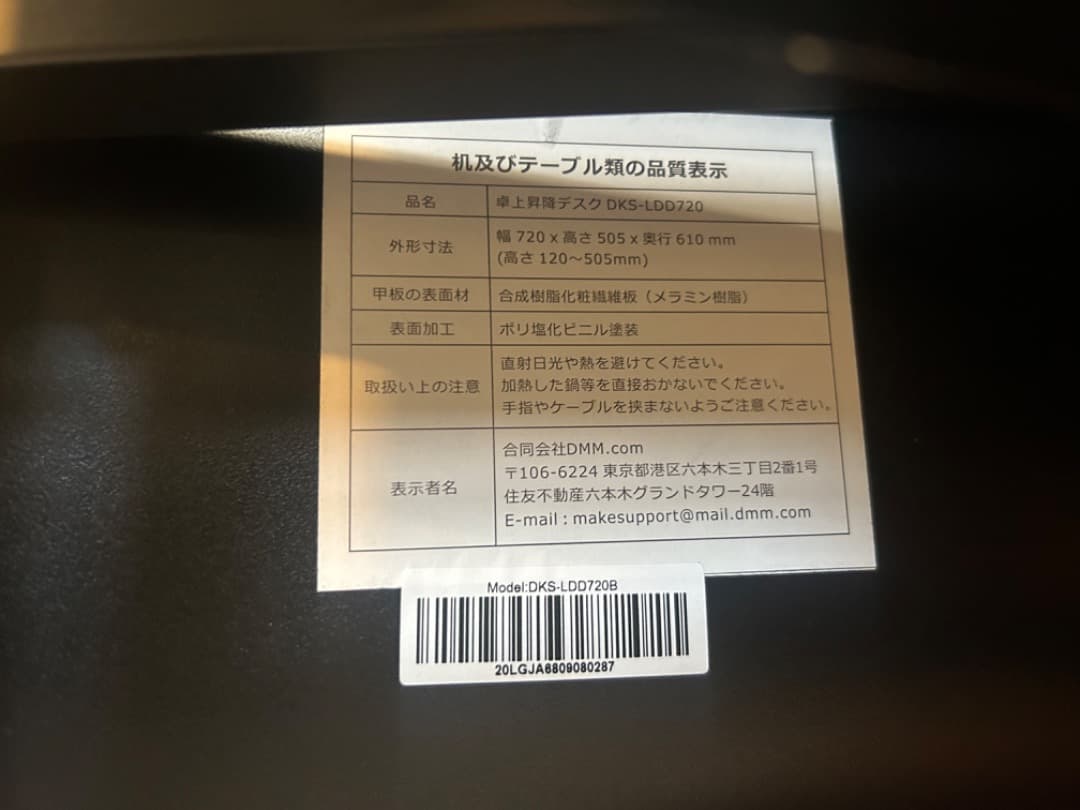 机及びテーブル類の品質表示
品名 卓上昇降デスク DKS-LDD720
外形寸法 幅 720 x 高さ 505 x 奥行 610 mm
(高さ 120～505mm)
甲板の表面材 合成樹脂化粧繊維板（メラミン樹脂）
表面加工 ポリ塩化ビニル塗装
取扱い上の注意 直射日光や熱を避けてください。
加熱した鍋等を直接おかないでください。
手指やケーブルを挟まないようご注意ください。
表示者名 合同会社DMM.com
〒106-6224 東京都港区六本木三丁目2番1号
住友不動産六本木グランドタワー24階
E-mail : makesupport@mail.dmm.com
Model:DKS-LDD720B
20LGJA6809080287